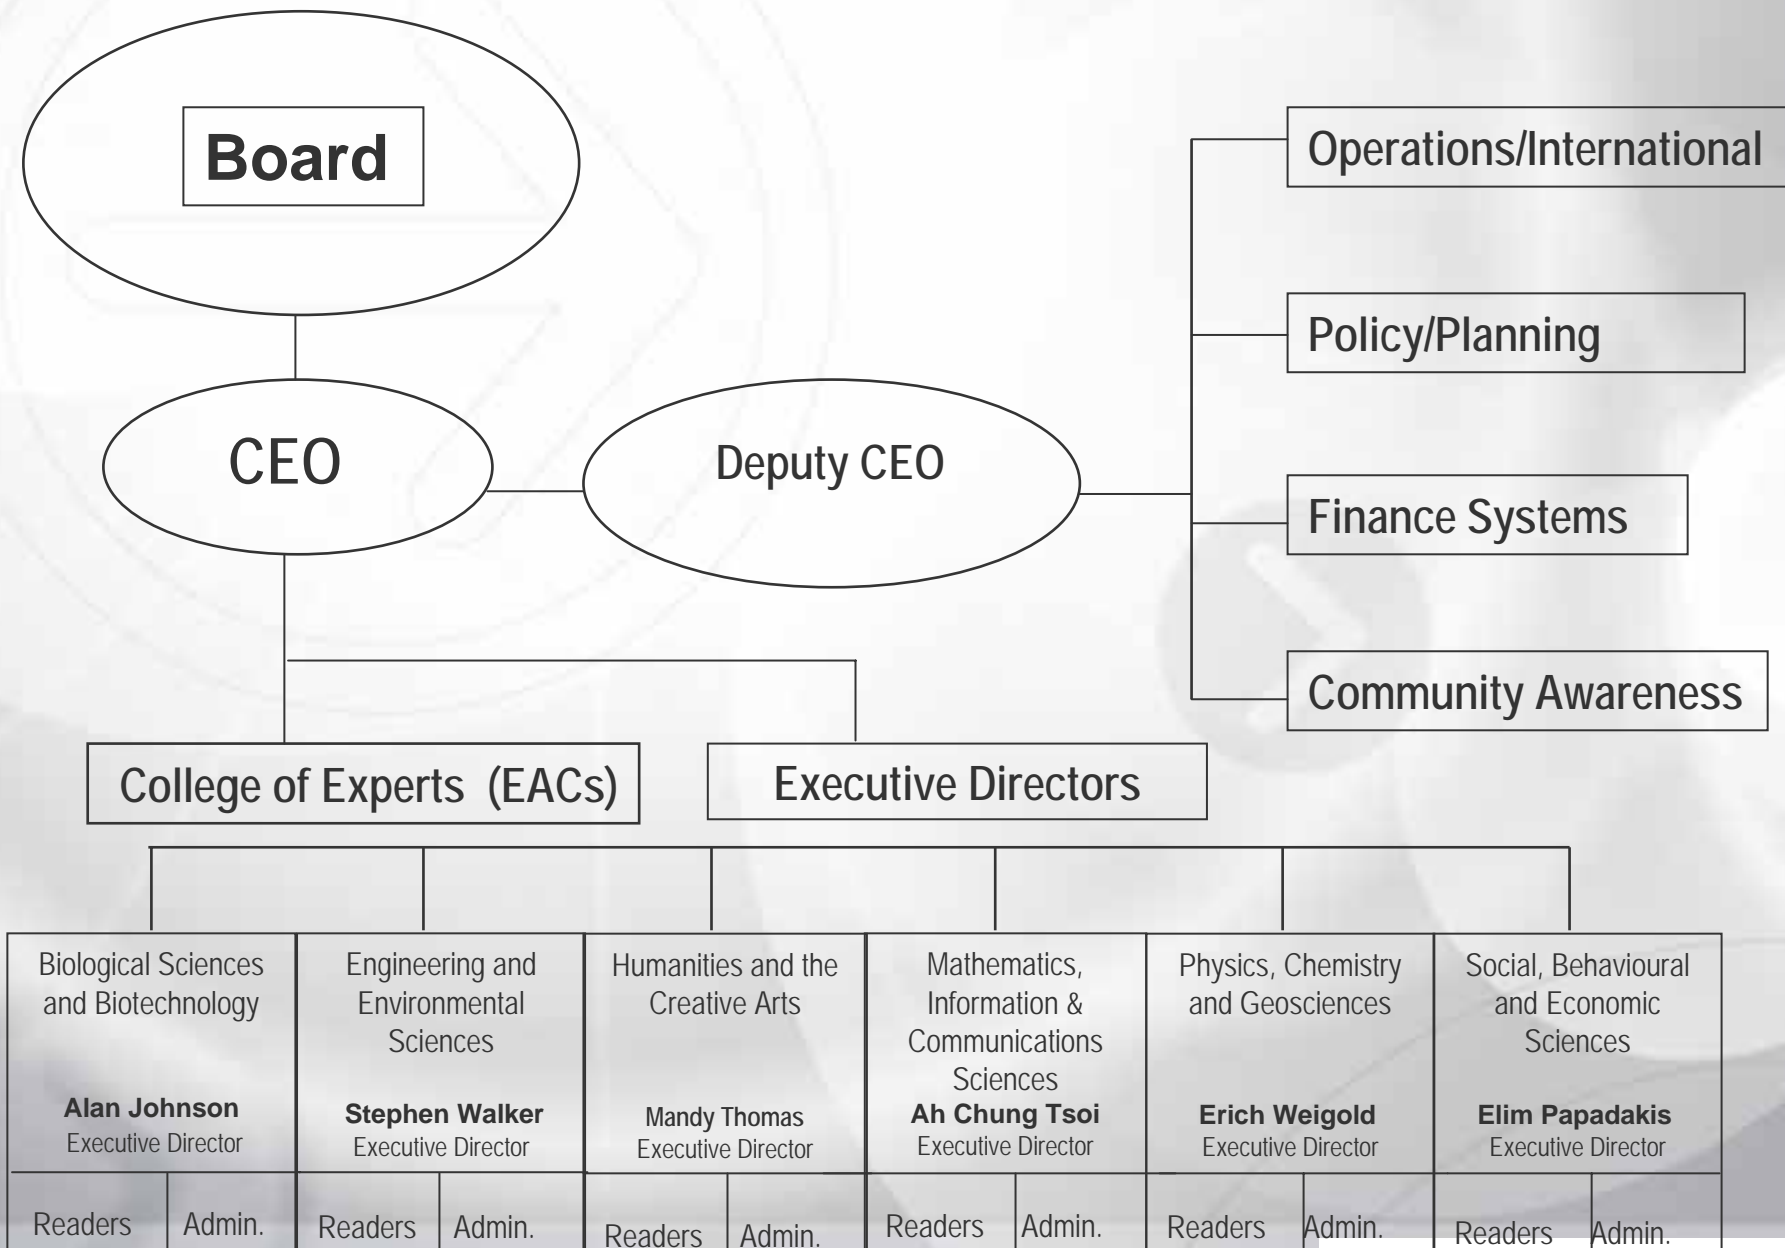 Board
Operations/International
Policy/Planning
CEO
Deputy CEO
Finance Systems
Community Awareness
College of Experts (EACs)
Executive Directors
Biological Sciences
and Biotechnology
Alan Johnson
Executive Director
Readers
Admin.
Engineering and
Environmental
Sciences
Stephen Walker
Executive Director
Readers
Admin.
Humanities and the
Creative Arts
Mandy Thomas
Executive Director
Readers
Admin.
Mathematics,
Information &
Communications
Sciences
Ah Chung Tsoi
Executive Director
Readers
Admin.
Physics, Chemistry
and Geosciences
Erich Weigold
Executive Director
Readers
Admin.
Social, Behavioural
and Economic
Sciences
Elim Papadakis
Executive Director
Readers
Admin.